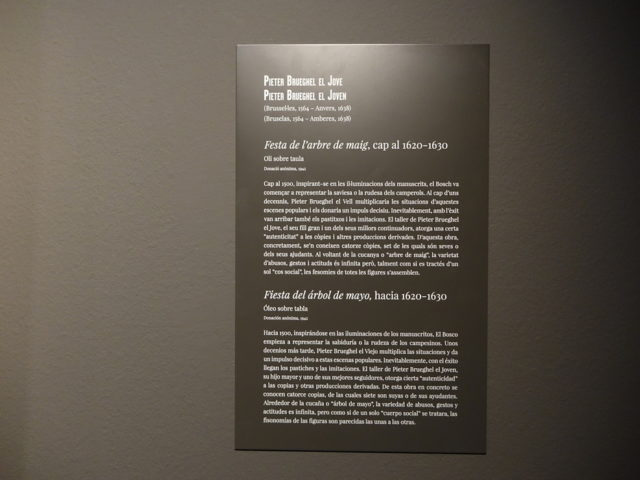 PIETER BRUEGHEL EL JOVE
PIETER BRUEGHEL EL JOVEN
(Brussel·les, 1564 – Anvers, 1638)
(Bruselas, 1564 – Amberes, 1638)
Festa de l'arbre de maig, cap al 1620-1630
Oli sobre taula
Donació anònima, 1942
Cap al 1500, inspirant-se en les il·luminacions dels manuscrits, el Bosch va
començar a representar la saviesa o la rudesa dels camperols. Al cap d'uns
decennis, Pieter Brueghel el Vell multiplicaria les situacions d'aquestes
escenes populars i els donaria un impuls decisiu. Inevitablement, amb l'èxit
van arribar també els pastitxos i les imitacions. El taller de Pieter Brueghel
el Jove, el seu fill gran i un dels seus millors continuadors, atorga una certa
"autenticitat" a les còpies i altres produccions derivades. D'aquesta obra,
concretament, se'n coneixen catorze còpies, set de les quals són seves o
dels seus ajudants. Al voltant de la cucanya o "arbre de maig", la varietat
d'abusos, gestos i actituds és infinita però, talment com si es tractés d'un
sol "cos social", les fesomies de totes les figures s'assemblen.
Fiesta del árbol de mayo, hacia 1620-1630
Óleo sobre tabla
Donación anónima, 1942
Hacia 1500, inspirándose en las iluminaciones de los manuscritos, El Bosco
empieza a representar la sabiduría o la rudeza de los campesinos. Unos
decenios más tarde, Pieter Brueghel el Viejo multiplica las situaciones y da
un impulso decisivo a estas escenas populares. Inevitablemente, con el éxito
llegan los pastiches y las imitaciones. El taller de Pieter Brueghel el Joven,
su hijo mayor y uno de sus mejores seguidores, otorga cierta "autenticidad"
a las copias y otras producciones derivadas. De esta obra en concreto se
conocen catorce copias, de las cuales siete son suyas o de sus ayudantes.
Alrededor de la cucaña o "árbol de mayo", la variedad de abusos, gestos y
actitudes es infinita, pero como si de un solo "cuerpo social" se tratara, las
fisonomías de las figuras son parecidas las unas a las otras.